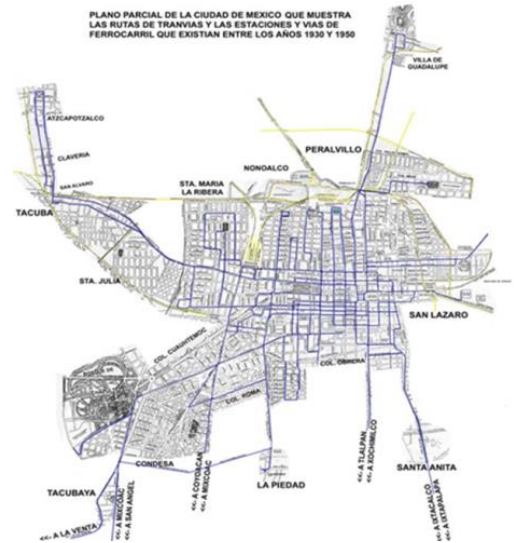 PLANO PARCIAL DE LA CIUDAD DE MEXICO QUE MUESTRA
LAS RUTAS DE TRANVIAS Y LAS ESTACIONES Y VIAS DE
FERROCARRIL QUE EXISTIAN ENTRE LOS AÑOS 1930 Y 1950
VILLA DE
GUADALUPE
ATZCAPOTZALCO
CLAVERIA
PERALVILLO
NONOALCO
SAN ALVARO
STA. MARIA
LA RIBERA
TACUBA
STA. JULIA
SAN LAZARO
COL. CUAUHTEMOC
COL. OBRERA
COL. ROMA
CONDESA
TACUBAYA
LA PIEDAD
SANTA ANITA
<<- A LA VENTA
<<- A MIXCOAC
<<- A SAN ANGEL
<<- A COYOACAN
<<- A MIXCOAC
<<- A TLALPAN
<<- A XOCHIMILCO
<<- A IXTACALCO
<<- A IXTAPALAPA